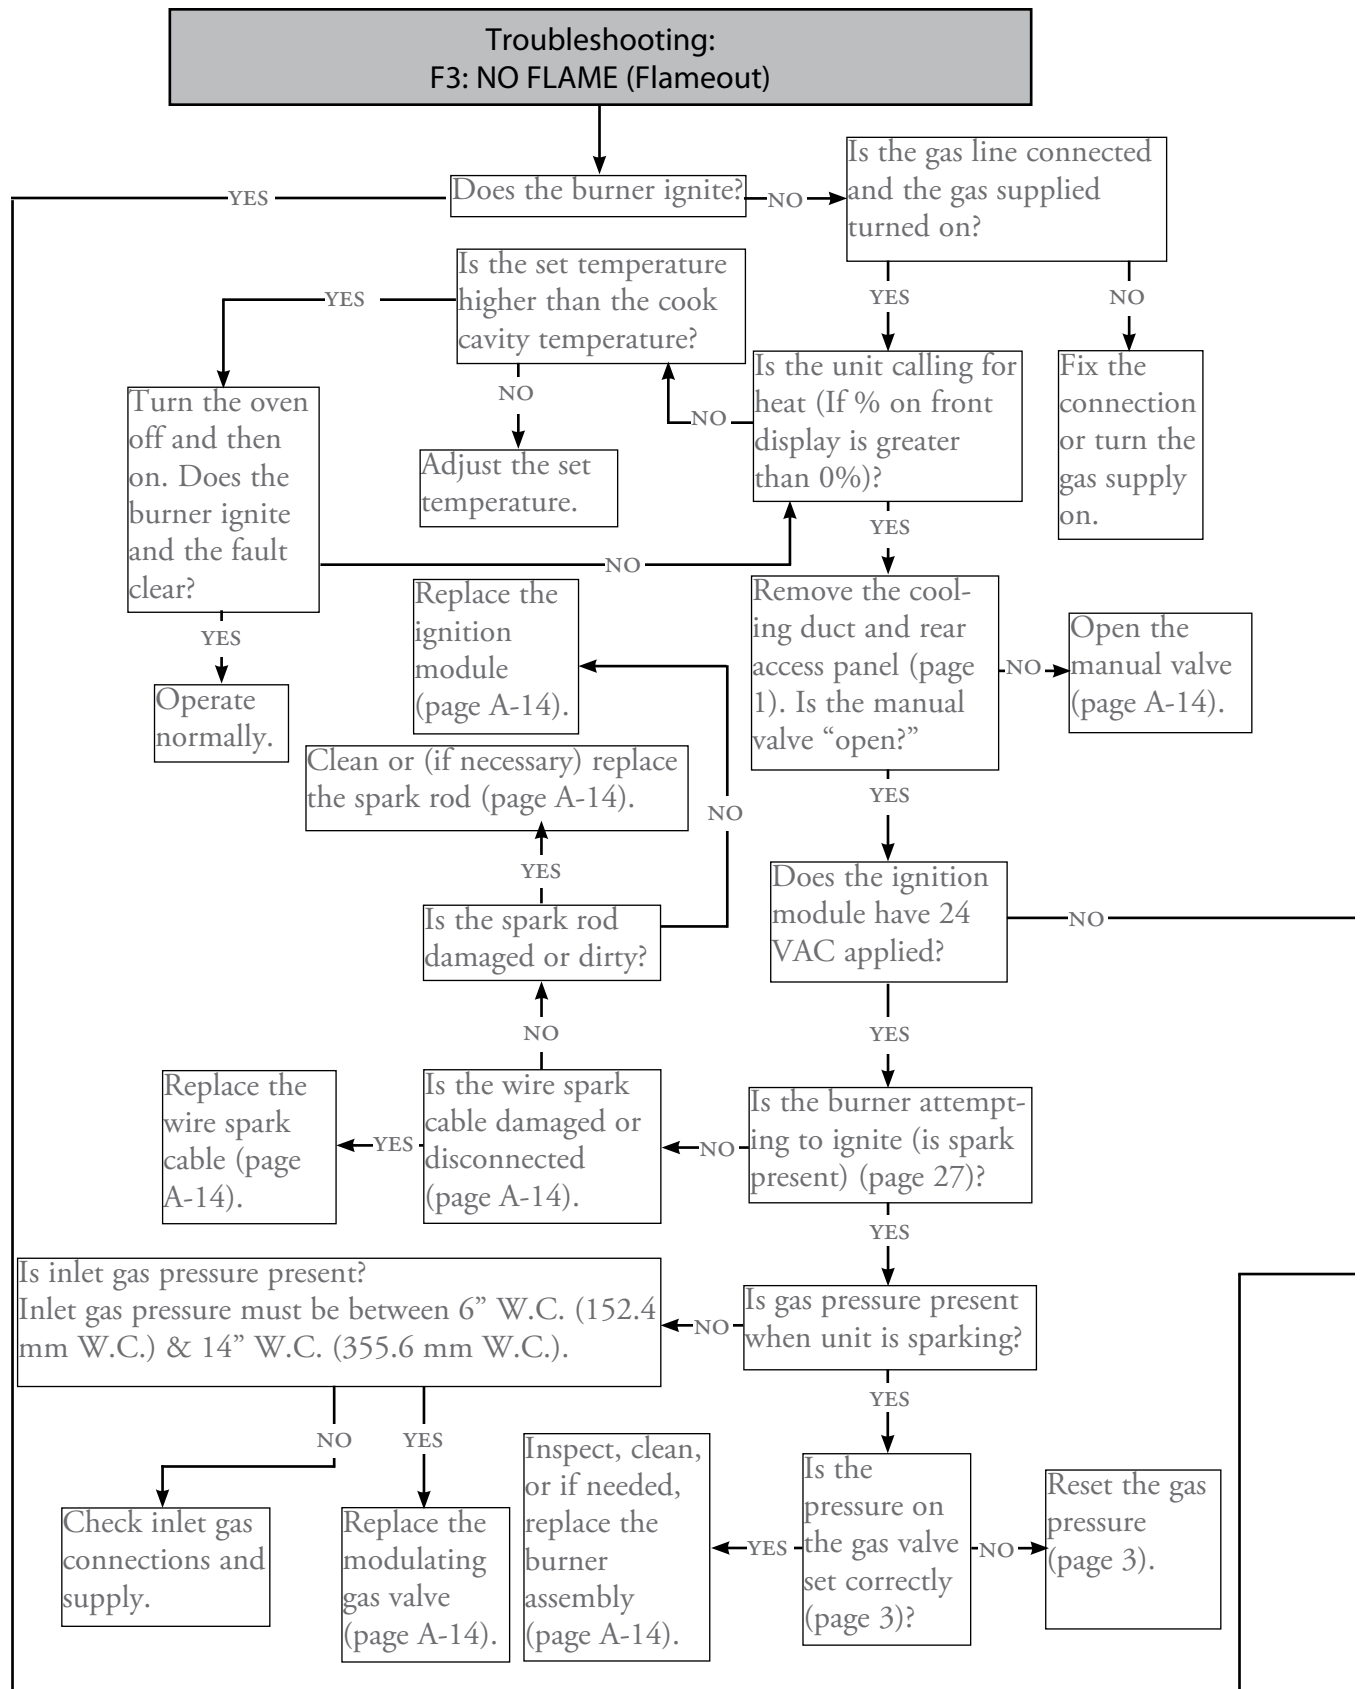 Troubleshooting:
F3: NO FLAME (Flameout)
Does the burner ignite?
YES
NO
Is the gas line connected
and the gas supplied
turned on?
YES
NO
Fix the
connection
or turn the
gas supply
on.
Is the unit calling for
heat (If % on front
display is greater
than 0%)?
NO
YES
Is the set temperature
higher than the cook
cavity temperature?
YES
NO
Adjust the set
temperature.
Turn the oven
off and then
on. Does the
burner ignite
and the fault
clear?
NO
YES
Operate
normally.
Remove the cool-
ing duct and rear
access panel (page
1). Is the manual
valve “open?”
NO
Open the
manual valve
(page A-14).
YES
Does the ignition
module have 24
VAC applied?
NO
YES
Is the burner attempt-
ing to ignite (is spark
present) (page 27)?
NO
Is the wire spark
cable damaged or
disconnected
(page A-14).
YES
Replace the
wire spark
cable (page
A-14).
NO
Is the spark rod
damaged or dirty?
YES
Clean or (if necessary) replace
the spark rod (page A-14).
NO
Replace the
ignition
module
(page A-14).
YES
Is gas pressure present
when unit is sparking?
NO
Is inlet gas pressure present?
Inlet gas pressure must be between 6” W.C. (152.4
mm W.C.) & 14” W.C. (355.6 mm W.C.).
NO
YES
Check inlet gas
connections and
supply.
Replace the
modulating
gas valve
(page A-14).
YES
Is the
pressure on
the gas valve
set correctly
(page 3)?
YES
Inspect, clean,
or if needed,
replace the
burner
assembly
(page A-14).
NO
Reset the gas
pressure
(page 3).